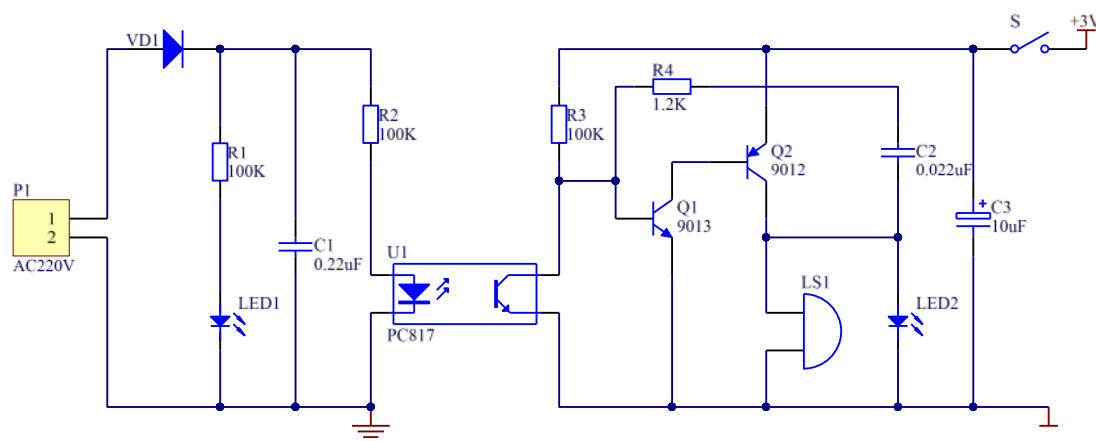 VD1
S
+3V
R4
1.2K
R2
100K
R3
100K
R1
100K
Q2
9012
C2
0.022uF
P1
1
2
AC220V
Q1
9013
C3
10uF
+
C1
0.22uF
U1
PC817
LS1
LED1
LED2